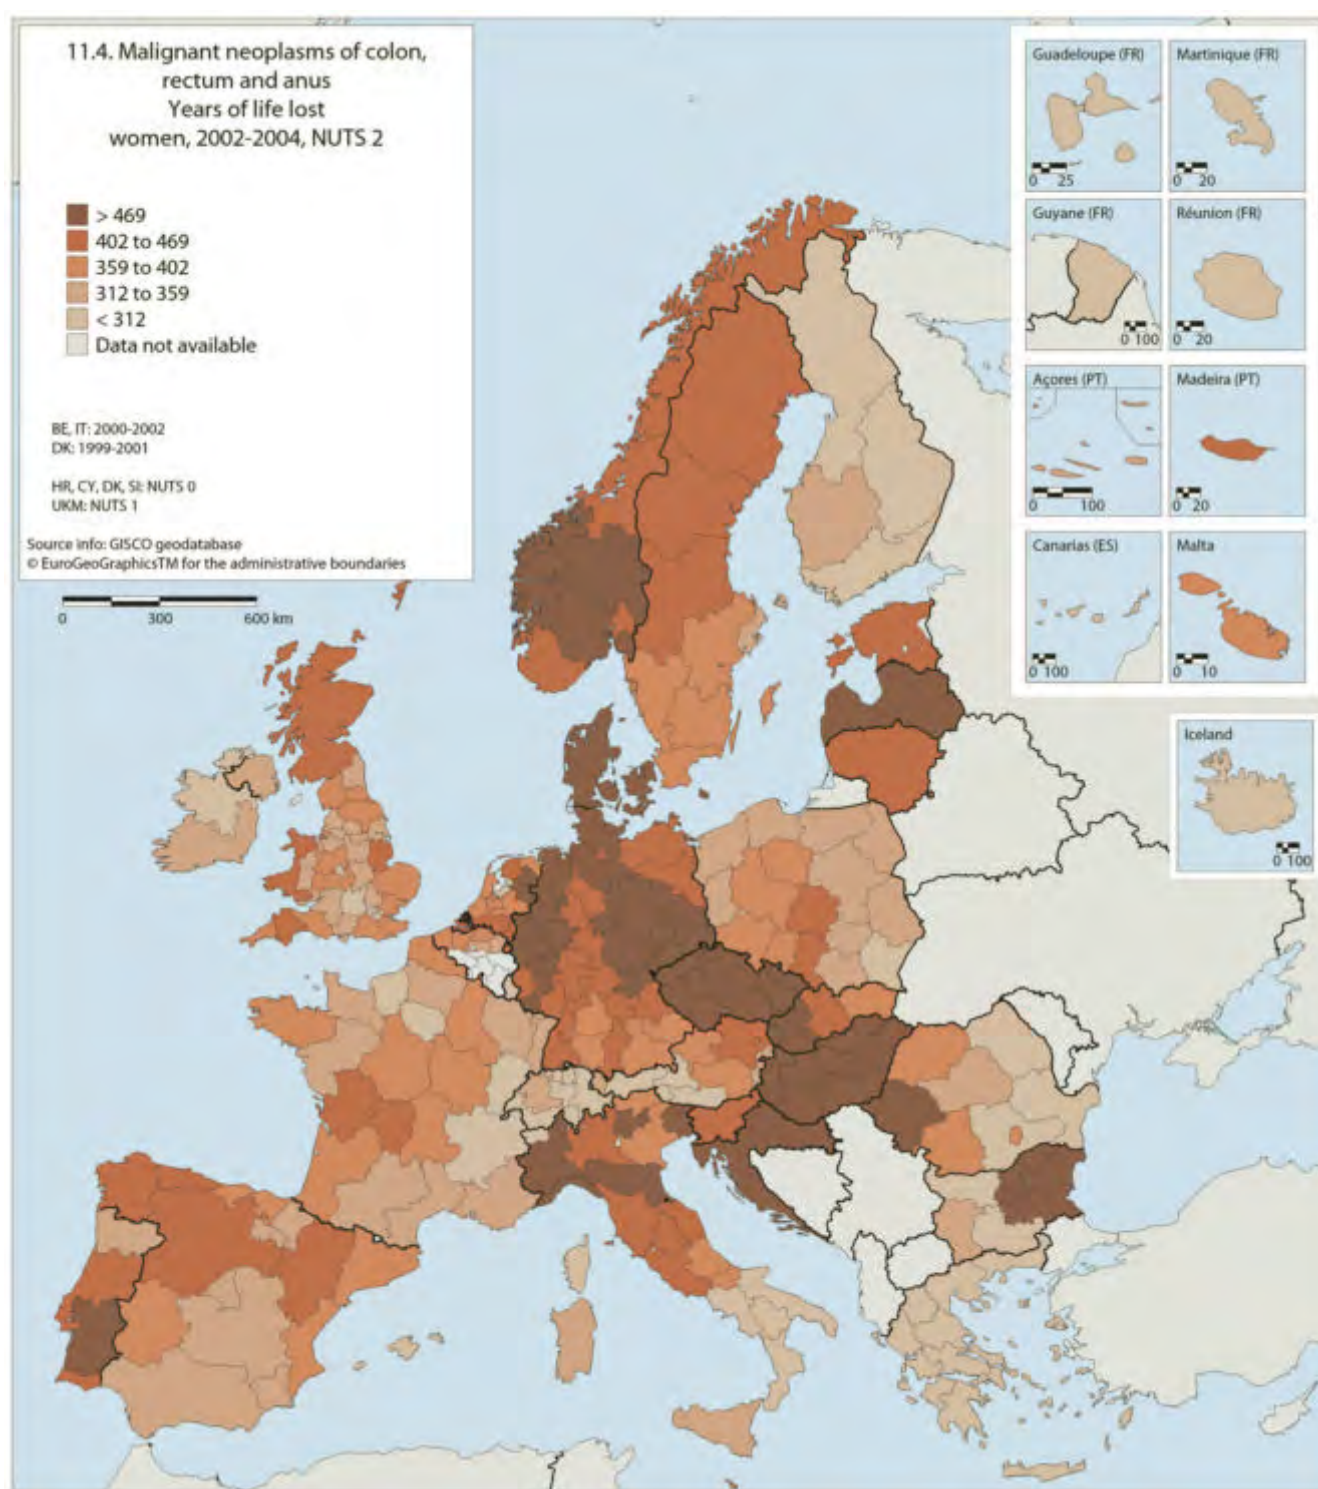 11.4. Malignant neoplasms of colon,
rectum and anus
Years of life lost
women, 2002-2004, NUTS 2
> 469
402 to 469
359 to 402
312 to 359
< 312
Data not available
BE, IT: 2000-2002
DK: 1999-2001
HR, CY, DK, SI: NUTS 0
UKM: NUTS 1
Source info: GISCO geodatabase
© EuroGeoGraphicsTM for the administrative boundaries
0 300 600 km
Guadeloupe (FR)
0 25
Martinique (FR)
0 20
Guyane (FR)
0 100
Réunion (FR)
0 20
Açores (PT)
0 100
Madeira (PT)
0 20
Canarias (ES)
0 100
Malta
0 10
Iceland
0 100